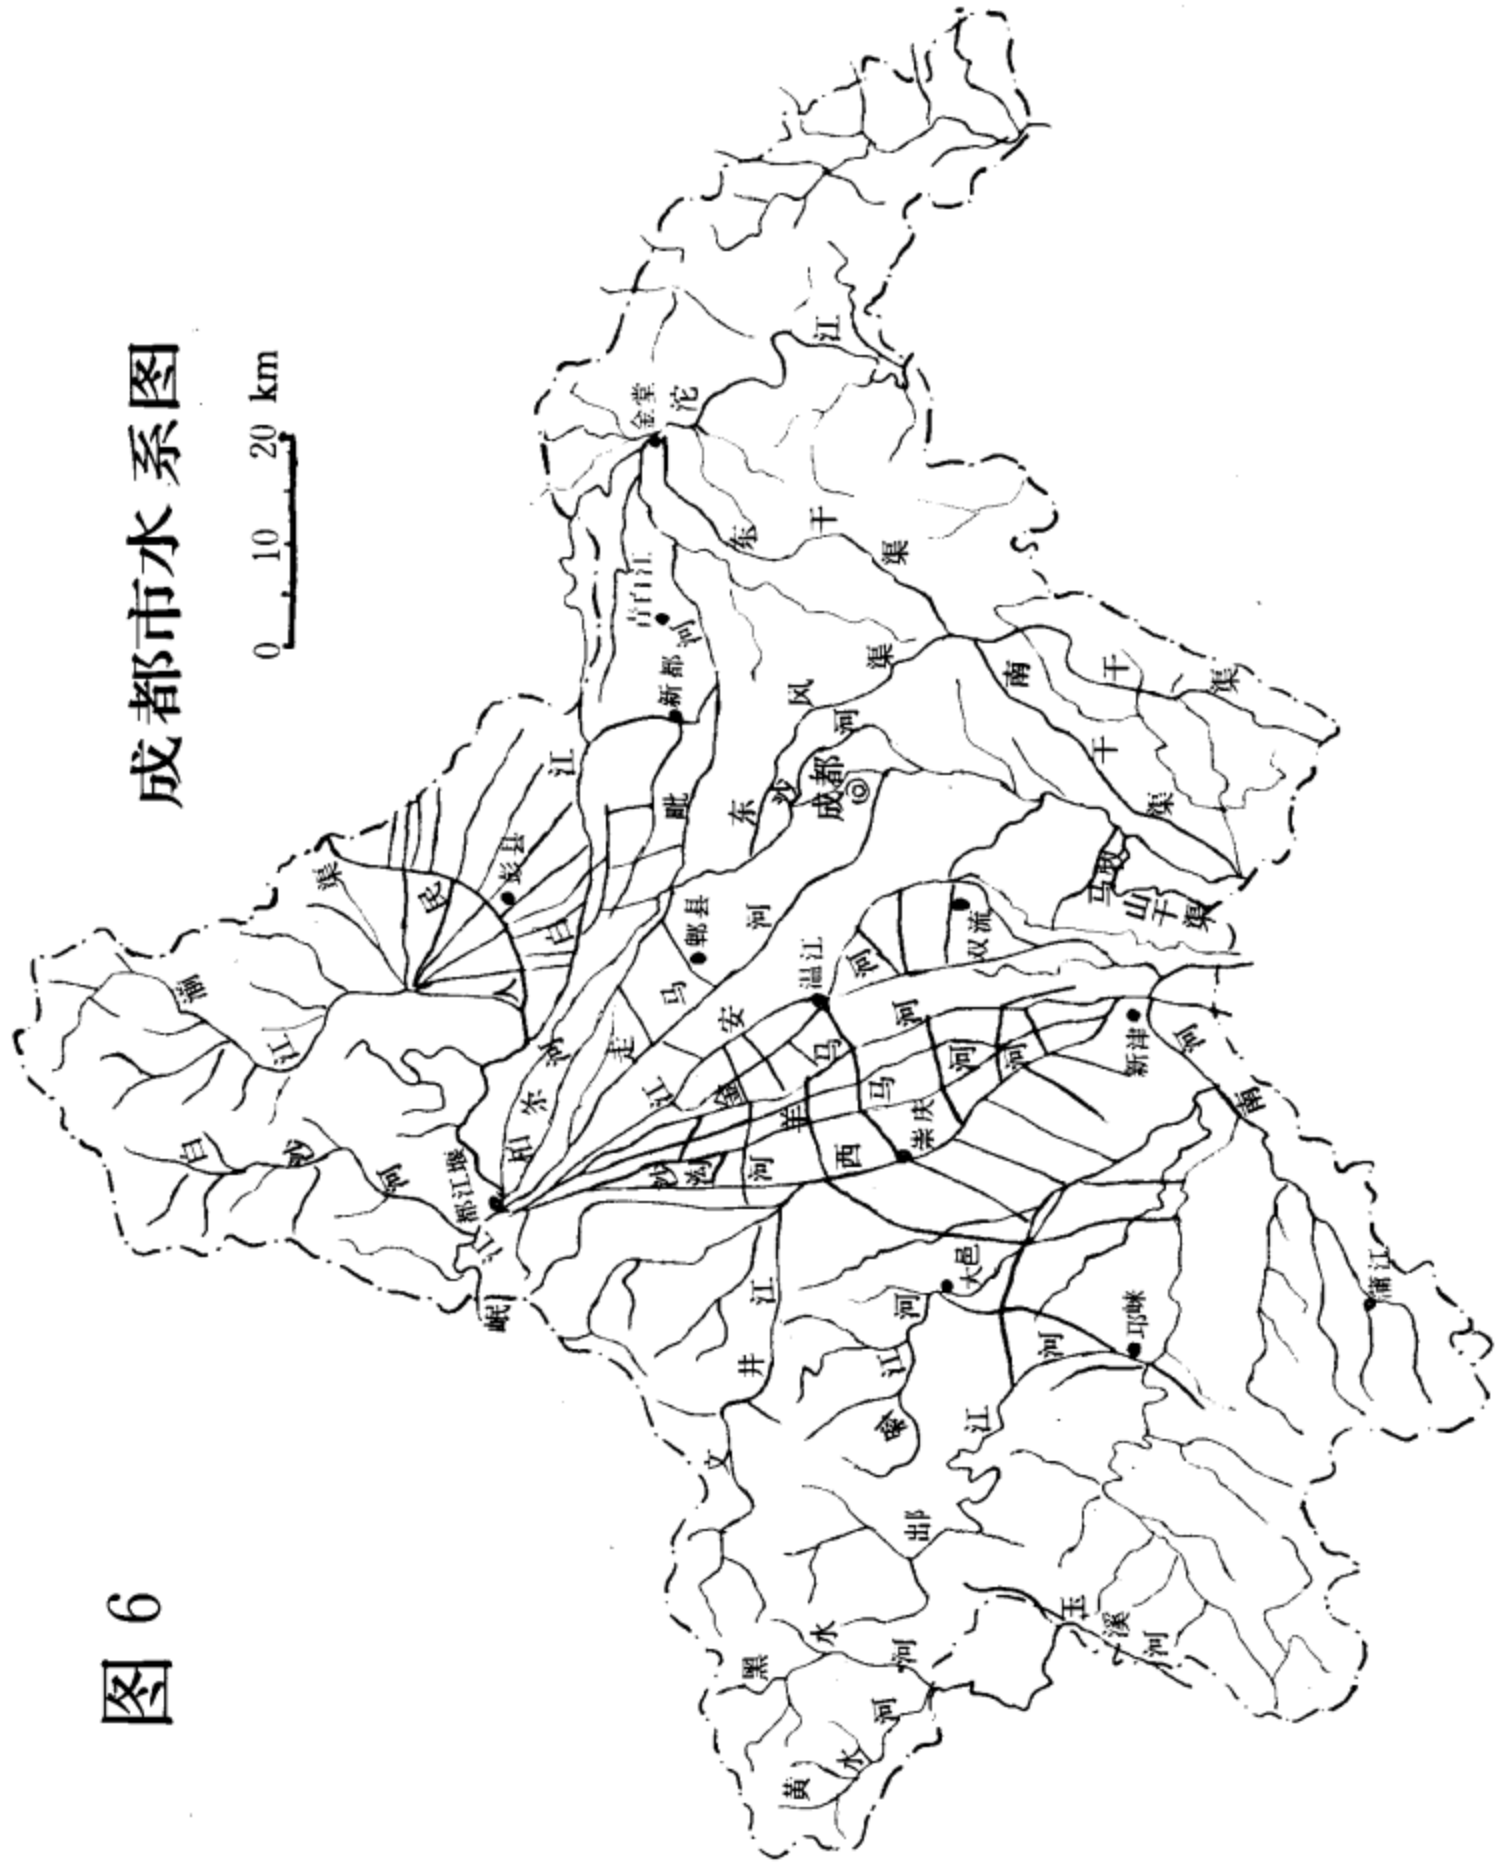 图 6
成都市水系图
0 10 20 km
湔江
人民渠
白沙河
岷江
都江堰
彭县
白
江
柏条河
走马河
江安河
金马河
羊马河
西河
沙沟河
黑
文井江
毗河
新都
青白江
金堂
沱江
东风渠
东干渠
南干渠
干渠
沙河
成都
郫县
温江
双流
马
山干渠
新津
南河
崇庆
大邑
邛崃
蒲江
江河
出
江河
玉溪河
黑水河
黄水河